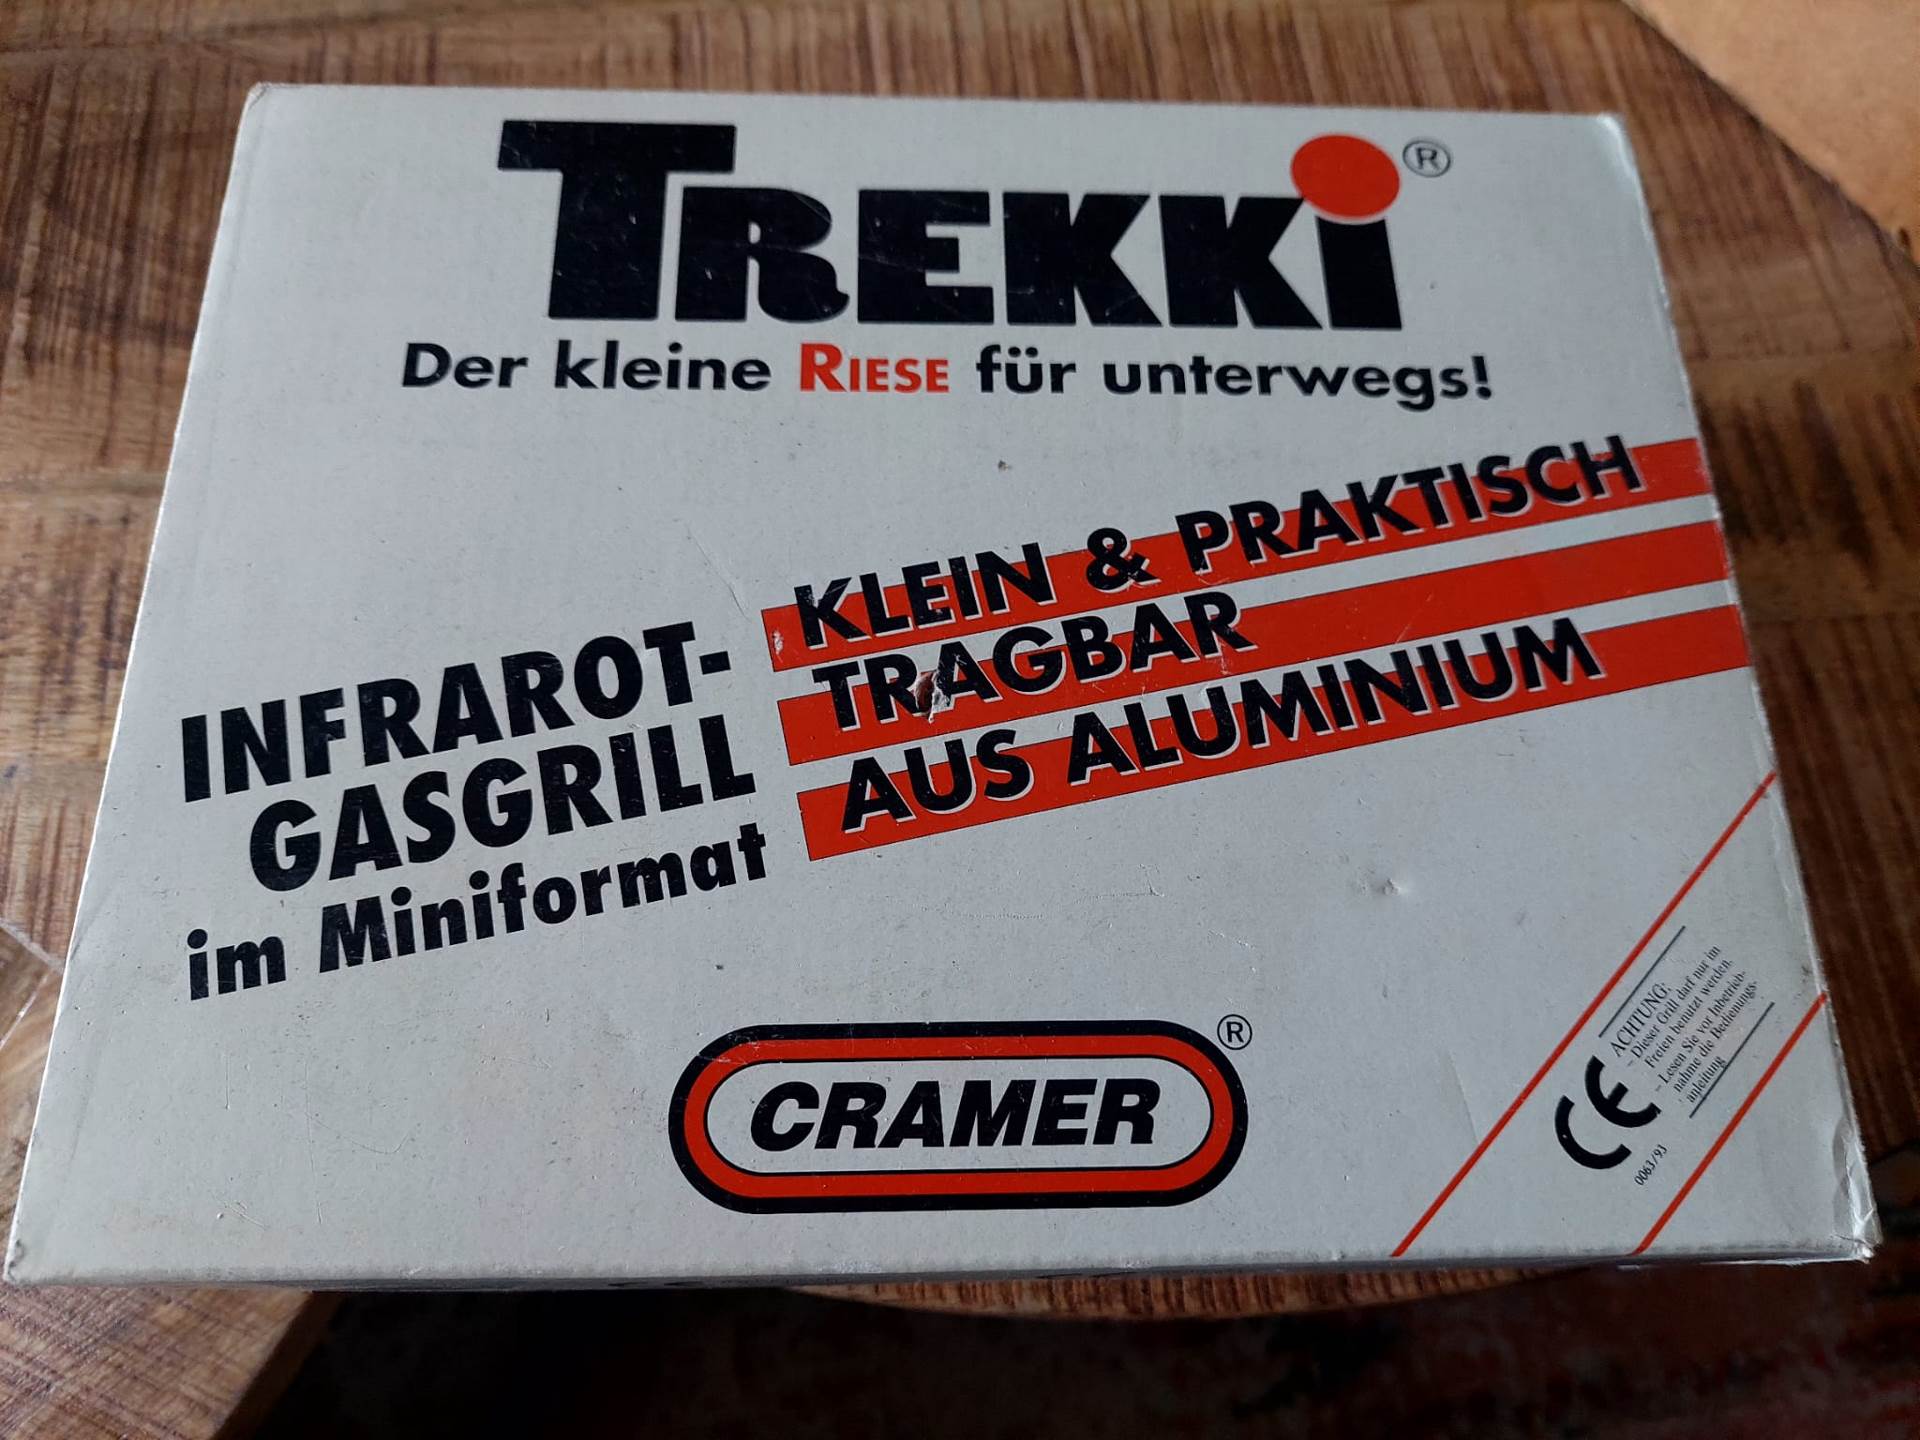 TREKKi®
Der kleine RIESE für unterwegs!
KLEIN & PRAKTISCH
TRAGBAR
AUS ALUMINIUM
INFRAROT-
GASGRILL
im Miniformat
CRAMER®
CE
0063/93
ACHTUNG:
- Dieser Grill darf nur im
Freien benutzt werden.
- Lesen Sie vor Inbetrieb-
nahme die Bedienungs-
anleitung